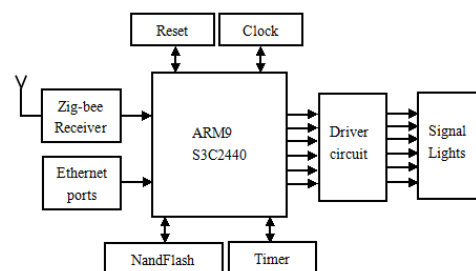 Reset
Clock
Zig-bee
Receiver
ARM9
S3C2440
Driver
circuit
Signal
Lights
Ethernet
ports
NandFlash
Timer